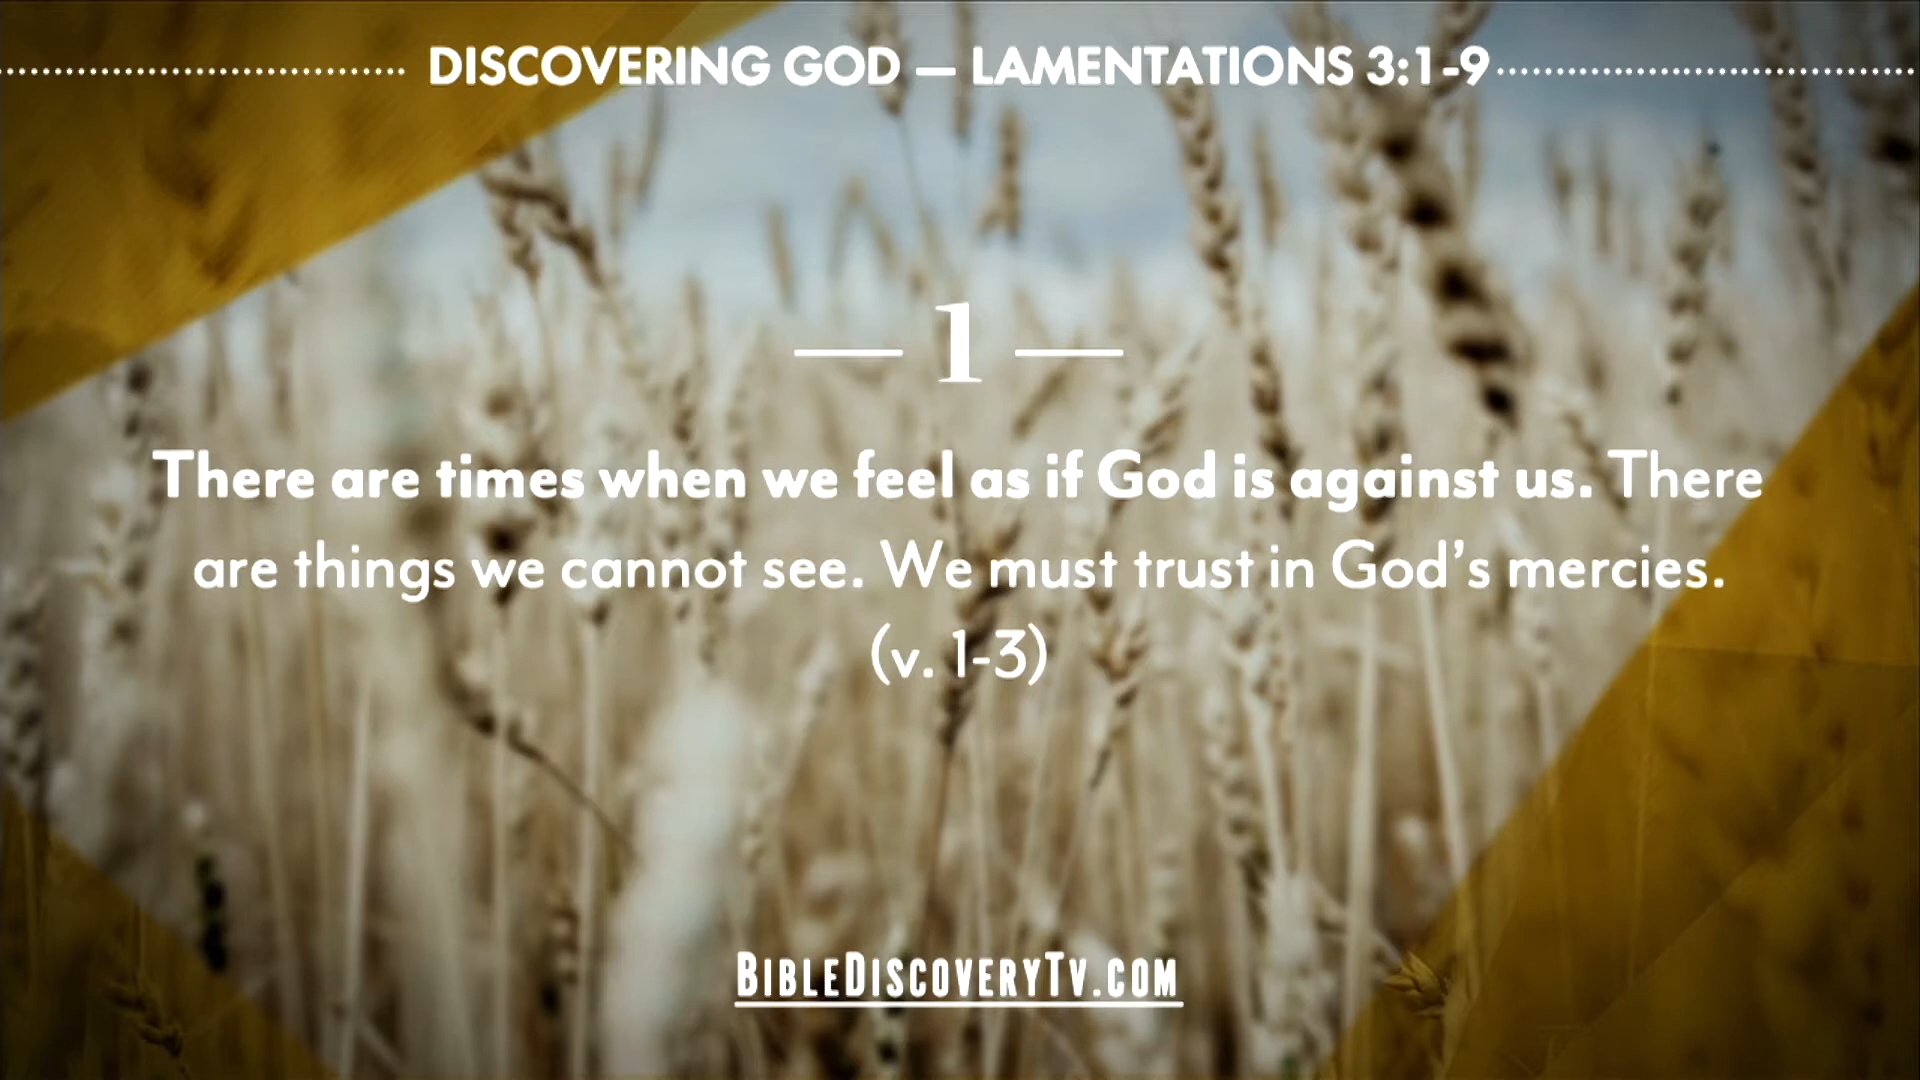 DISCOVERING GOD — LAMENTATIONS 3:1-9
— 1 —
There are times when we feel as if God is against us. There
are things we cannot see. We must trust in God’s mercies.
(v. 1-3)
BIBLEDISCOVERYTV.COM